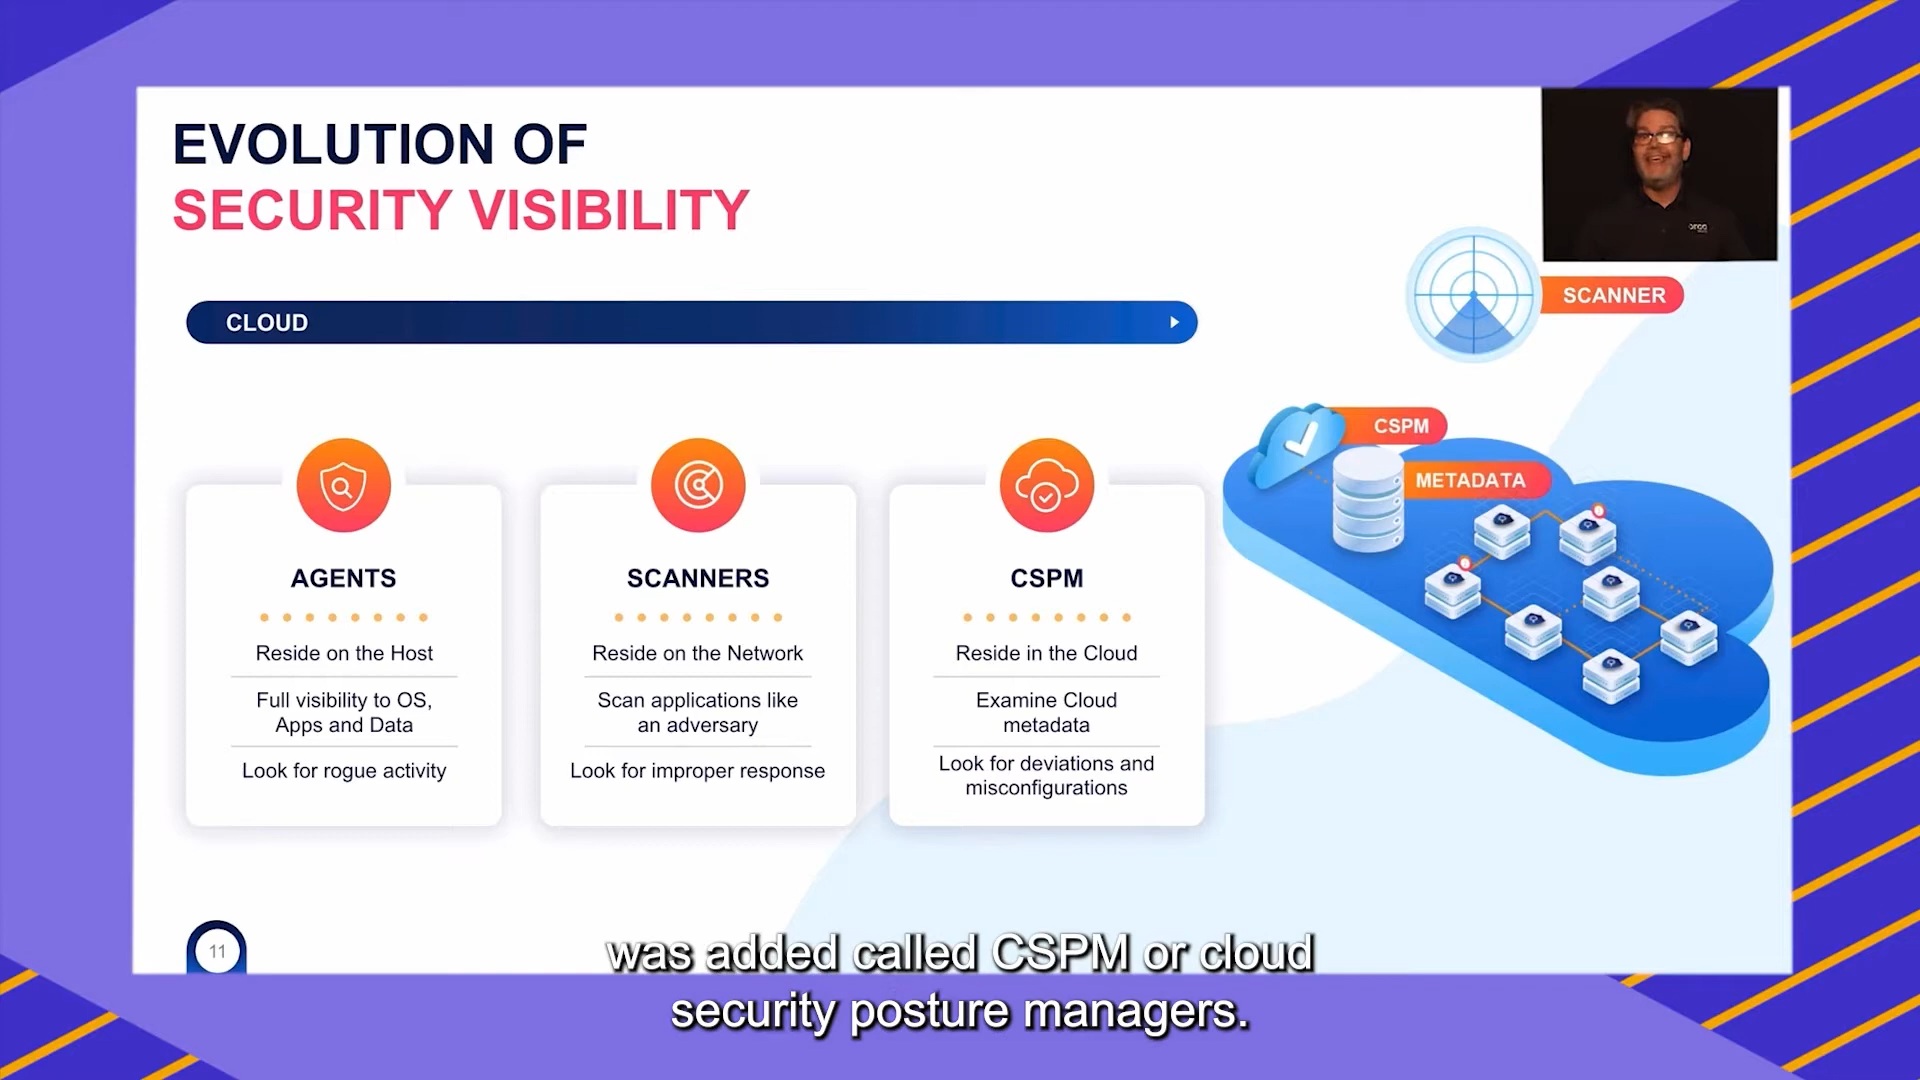 EVOLUTION OF
SECURITY VISIBILITY
CLOUD
SCANNER
CSPM
METADATA
AGENTS
Reside on the Host
Full visibility to OS,
Apps and Data
Look for rogue activity
SCANNERS
Reside on the Network
Scan applications like
an adversary
Look for improper response
CSPM
Reside in the Cloud
Examine Cloud
metadata
Look for deviations and
misconfigurations
11
was added called CSPM or cloud
security posture managers.